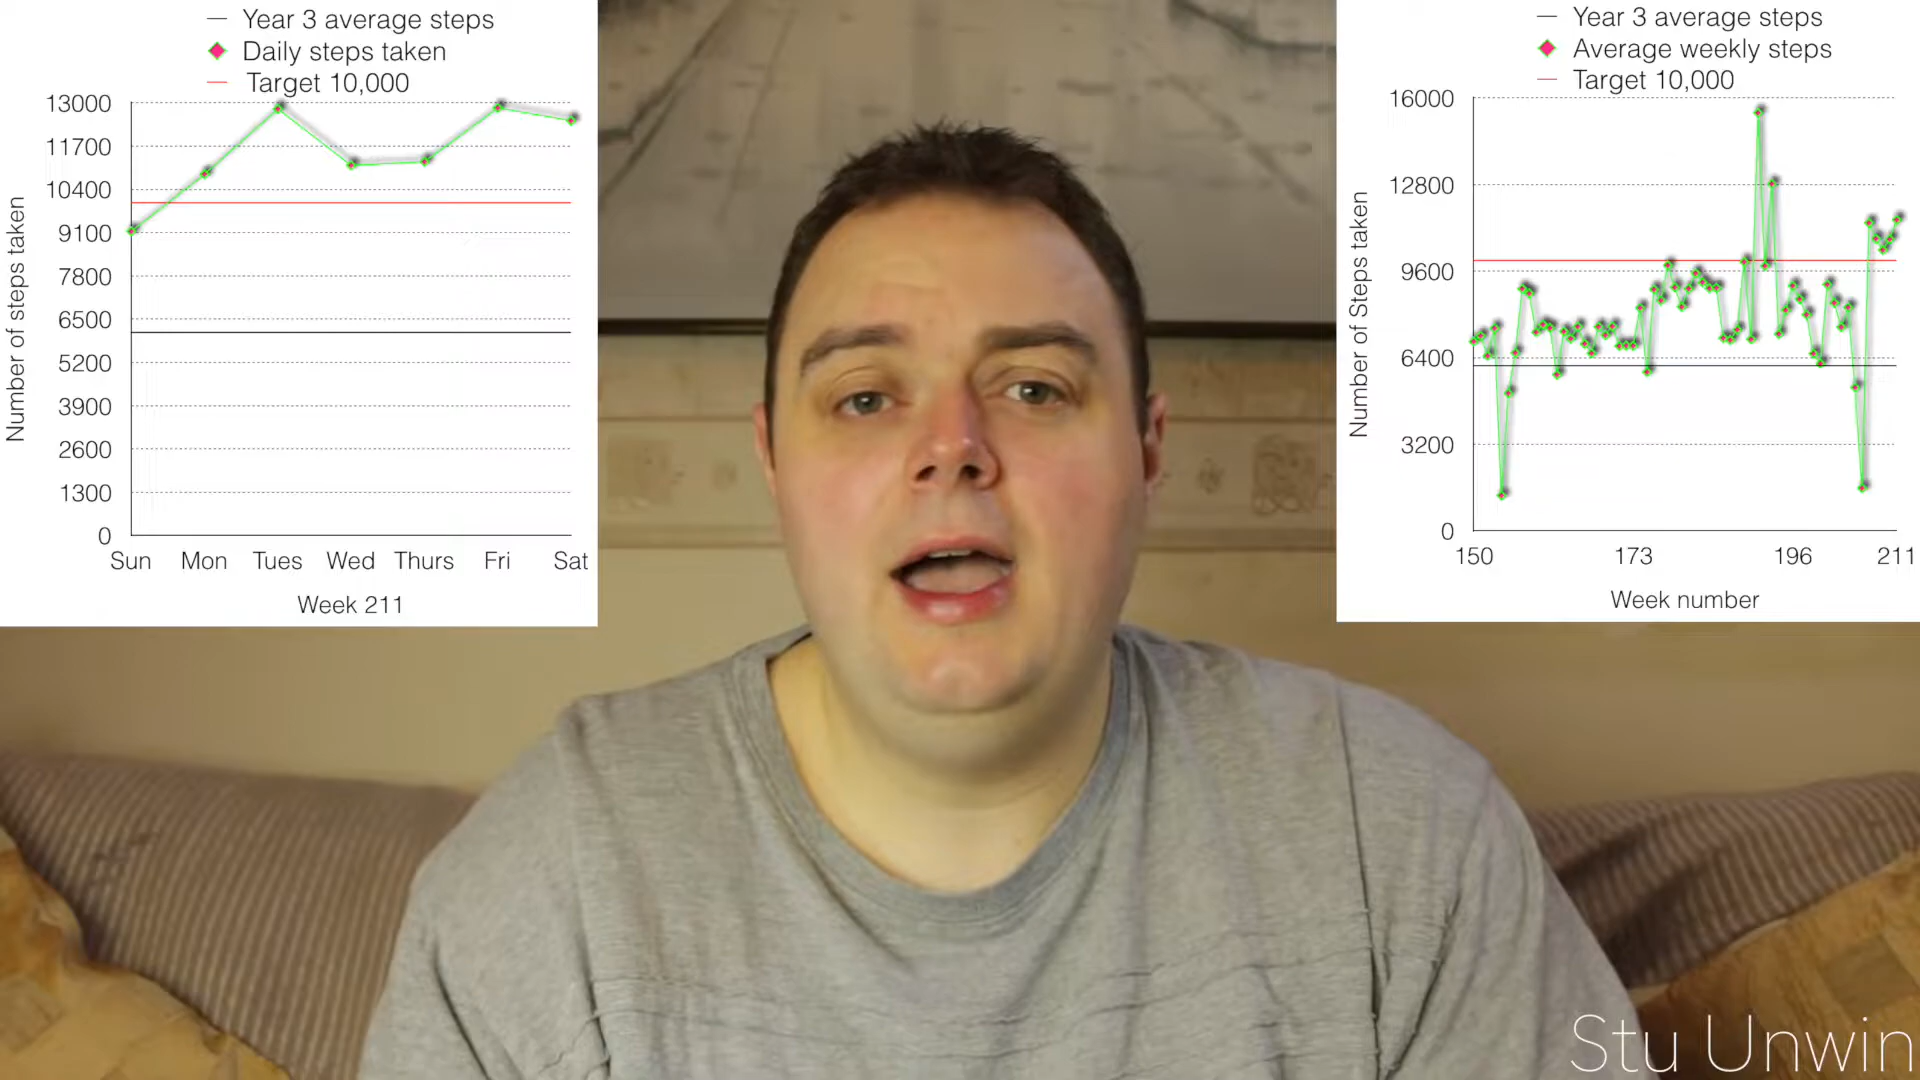 Year 3 average steps
Daily steps taken
Target 10,000
13000
11700
10400
9100
7800
6500
5200
3900
2600
1300
0
Number of steps taken
Sun Mon Tues Wed Thurs Fri Sat
Week 211
Year 3 average steps
Average weekly steps
Target 10,000
16000
12800
9600
6400
3200
0
Number of Steps taken
150 173 196 211
Week number
Stu Unwin